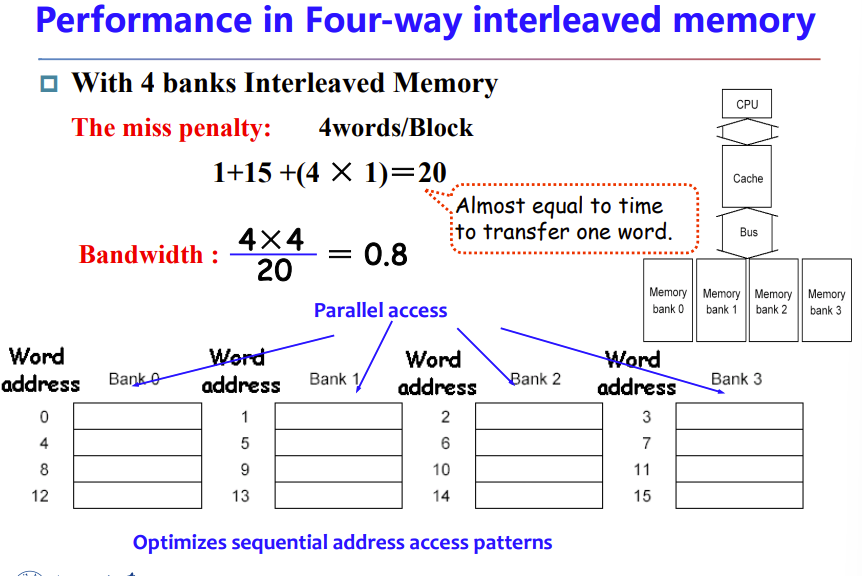 Performance in Four-way interleaved memory
With 4 banks Interleaved Memory
The miss penalty: 4words/Block
1+15 +(4 × 1)=20
Almost equal to time
to transfer one word.
Bandwidth : 4×4
20
= 0.8
CPU
Cache
Bus
Memory bank 0
Memory bank 1
Memory bank 2
Memory bank 3
Parallel access
Word address Bank 0
Word address Bank 1
Word address Bank 2
Word address Bank 3
0 1 2 3
4 5 6 7
8 9 10 11
12 13 14 15
Optimizes sequential address access patterns